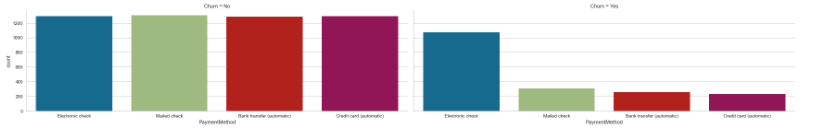 Churn = No
Churn = Yes
1200
1000
800
600
400
200
0
count
Electronic check
Mailed check
Bank transfer (automatic)
Credit card (automatic)
PaymentMethod
Electronic check
Mailed check
Bank transfer (automatic)
Credit card (automatic)
PaymentMethod